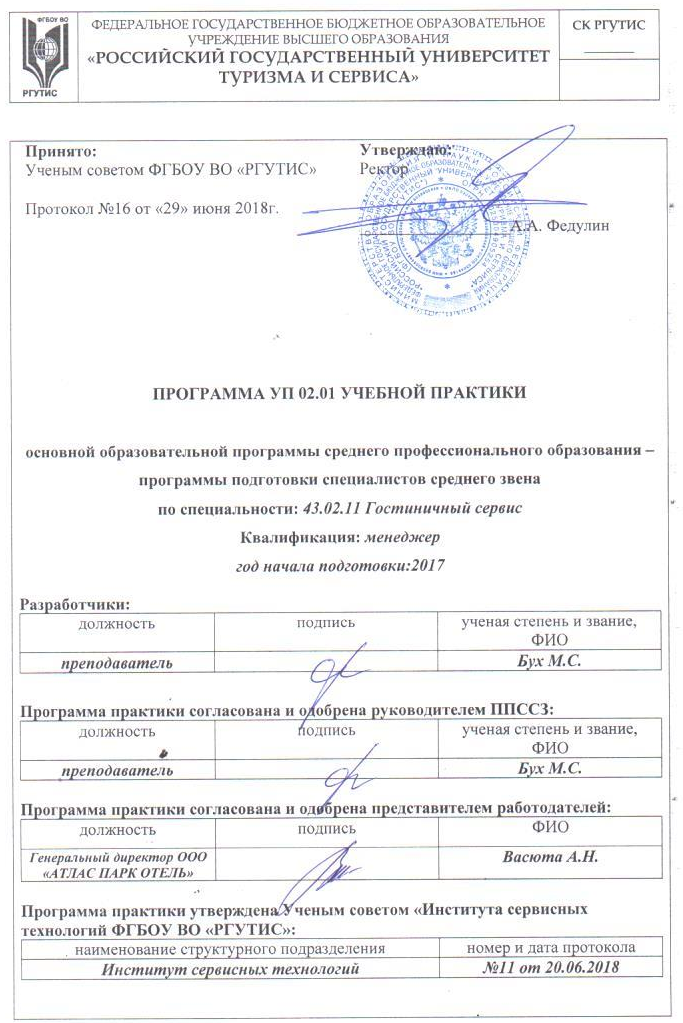 ФГБОУ ВО
РГУТИС
ФЕДЕРАЛЬНОЕ ГОСУДАРСТВЕННОЕ БЮДЖЕТНОЕ ОБРАЗОВАТЕЛЬНОЕ
УЧРЕЖДЕНИЕ ВЫСШЕГО ОБРАЗОВАНИЯ
«РОССИЙСКИЙ ГОСУДАРСТВЕННЫЙ УНИВЕРСИТЕТ
ТУРИЗМА И СЕРВИСА»
СК РГУТИС
Принято:
Ученым советом ФГБОУ ВО «РГУТИС»
Протокол №16 от «29» июня 2018г.
Утверждаю:
Ректор
А.А. Федулин
ПРОГРАММА УП 02.01 УЧЕБНОЙ ПРАКТИКИ
основной образовательной программы среднего профессионального образования –
программы подготовки специалистов среднего звена
по специальности: 43.02.11 Гостиничный сервис
Квалификация: менеджер
год начала подготовки:2017
Разработчики:
должность подпись ученая степень и звание,
ФИО
преподаватель Бух М.С.
Программа практики согласована и одобрена руководителем ППССЗ:
должность подпись ученая степень и звание,
ФИО
преподаватель Бух М.С.
Программа практики согласована и одобрена представителем работодателей:
должность подпись ФИО
Генеральный директор ООО Васюта А.Н.
«АТЛАС ПАРК ОТЕЛЬ»
Программа практики утверждена Ученым советом «Института сервисных
технологий ФГБОУ ВО «РГУТИС»:
наименование структурного подразделения номер и дата протокола
Институт сервисных технологий №11 от 20.06.2018